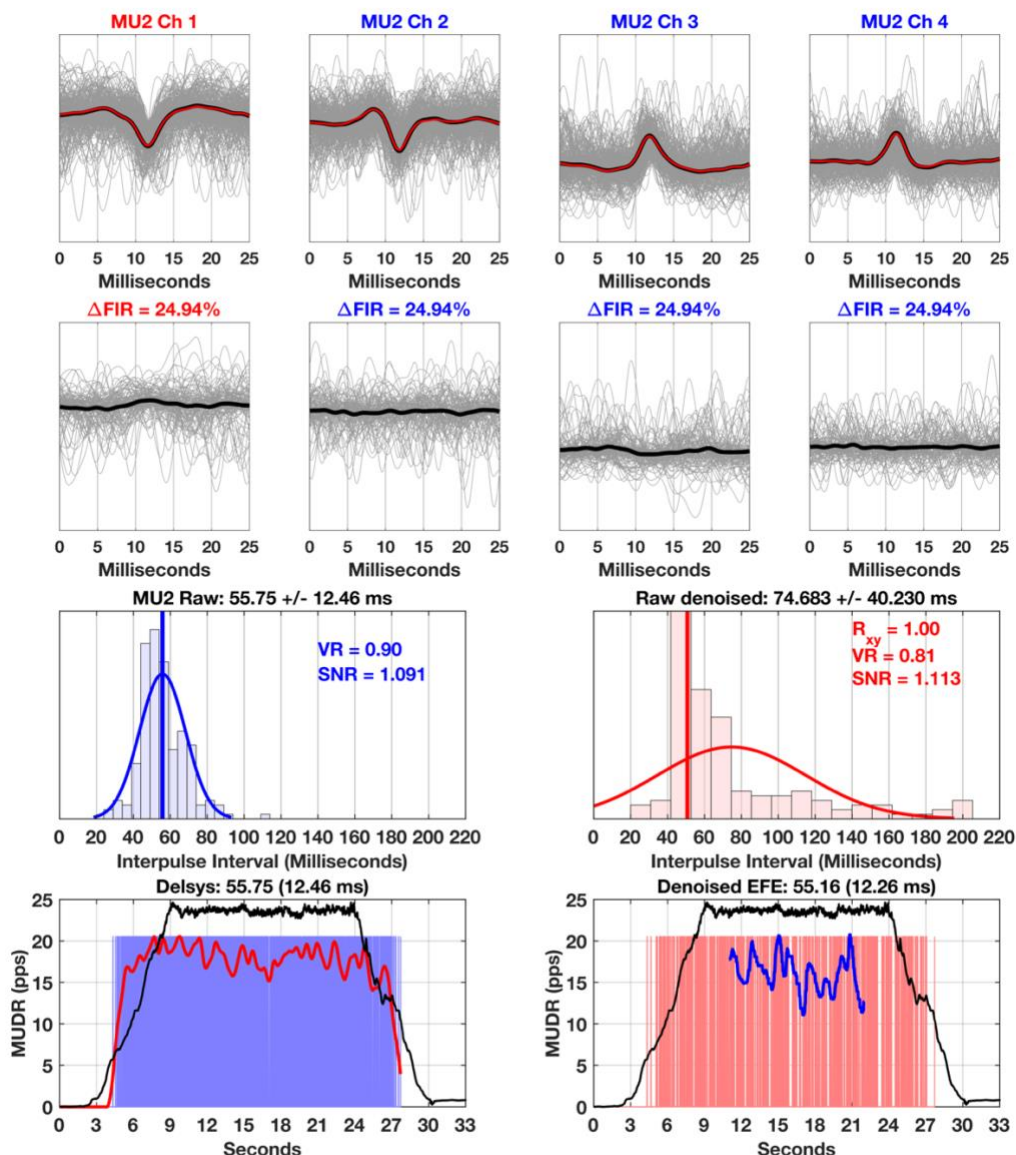 MU2 Ch 1 MU2 Ch 2 MU2 Ch 3 MU2 Ch 4
0 5 10 15 20 25 0 5 10 15 20 25 0 5 10 15 20 25 0 5 10 15 20 25
Milliseconds Milliseconds Milliseconds Milliseconds
ΔFIR = 24.94% ΔFIR = 24.94% ΔFIR = 24.94% ΔFIR = 24.94%
0 5 10 15 20 25 0 5 10 15 20 25 0 5 10 15 20 25 0 5 10 15 20 25
Milliseconds Milliseconds Milliseconds Milliseconds
MU2 Raw: 55.75 +/- 12.46 ms
VR = 0.90
SNR = 1.091
0 20 40 60 80 100 120 140 160 180 200 220
Interpulse Interval (Milliseconds)
Raw denoised: 74.683 +/- 40.230 ms
Rxy = 1.00
VR = 0.81
SNR = 1.113
0 20 40 60 80 100 120 140 160 180 200 220
Interpulse Interval (Milliseconds)
Delsys: 55.75 (12.46 ms)
MUDR (pps)
25
20
15
10
5
0
0 3 6 9 12 15 18 21 24 27 30 33
Seconds
Denoised EFE: 55.16 (12.26 ms)
MUDR (pps)
25
20
15
10
5
0
0 3 6 9 12 15 18 21 24 27 30 33
Seconds